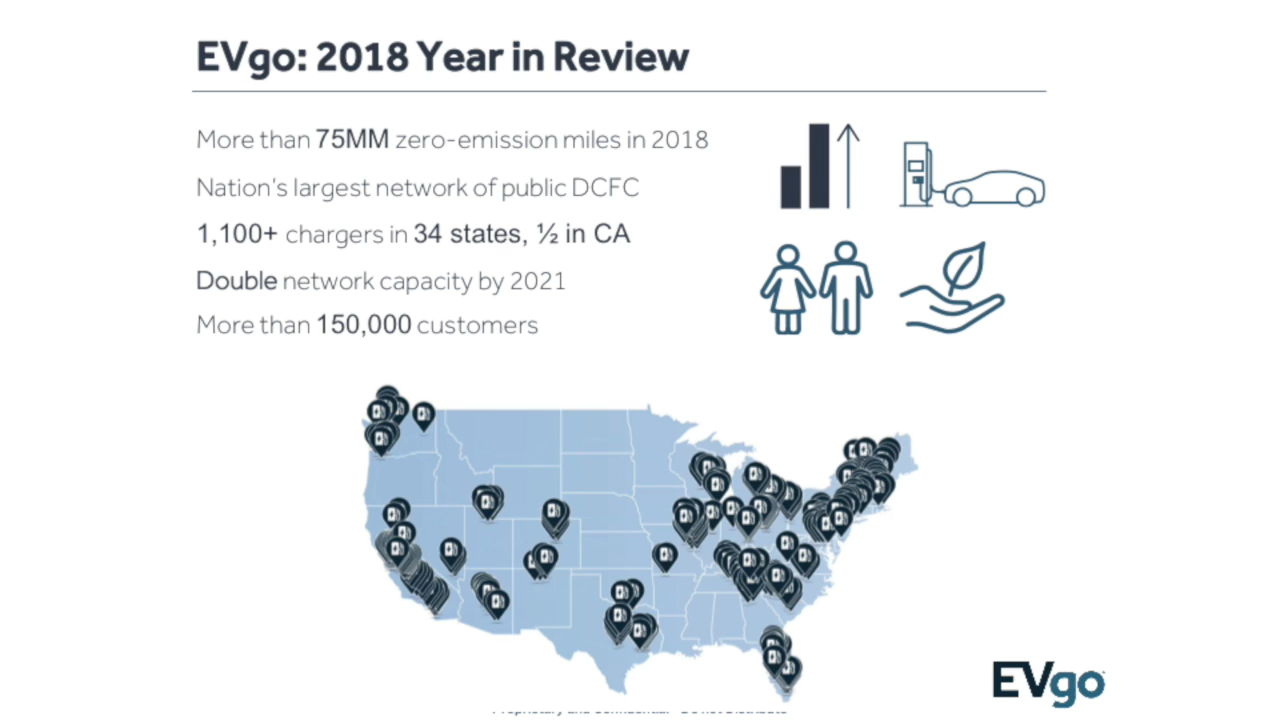 EVgo: 2018 Year in Review
More than 75MM zero-emission miles in 2018
Nation's largest network of public DCFC
1,100+ chargers in 34 states, ½ in CA
Double network capacity by 2021
More than 150,000 customers
EVgo